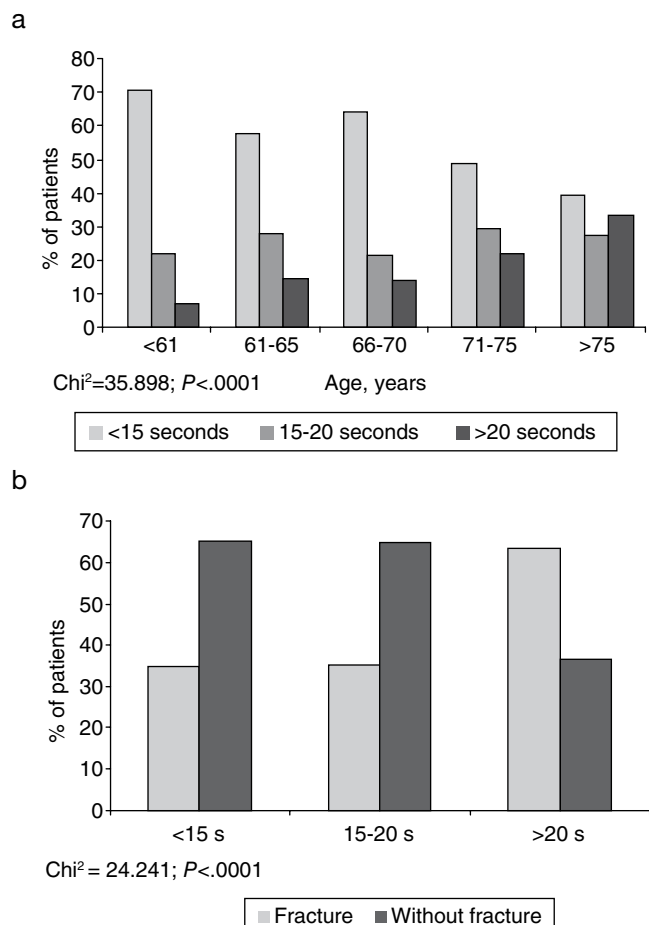 a
% of patients
80
70
60
50
40
30
20
10
0
<61 61-65 66-70 71-75 >75
Chi²=35.898; P<.0001 Age, years
<15 seconds 15-20 seconds >20 seconds
b
% of patients
70
60
50
40
30
20
10
0
<15 s 15-20 s >20 s
Chi² = 24.241; P<.0001
Fracture Without fracture